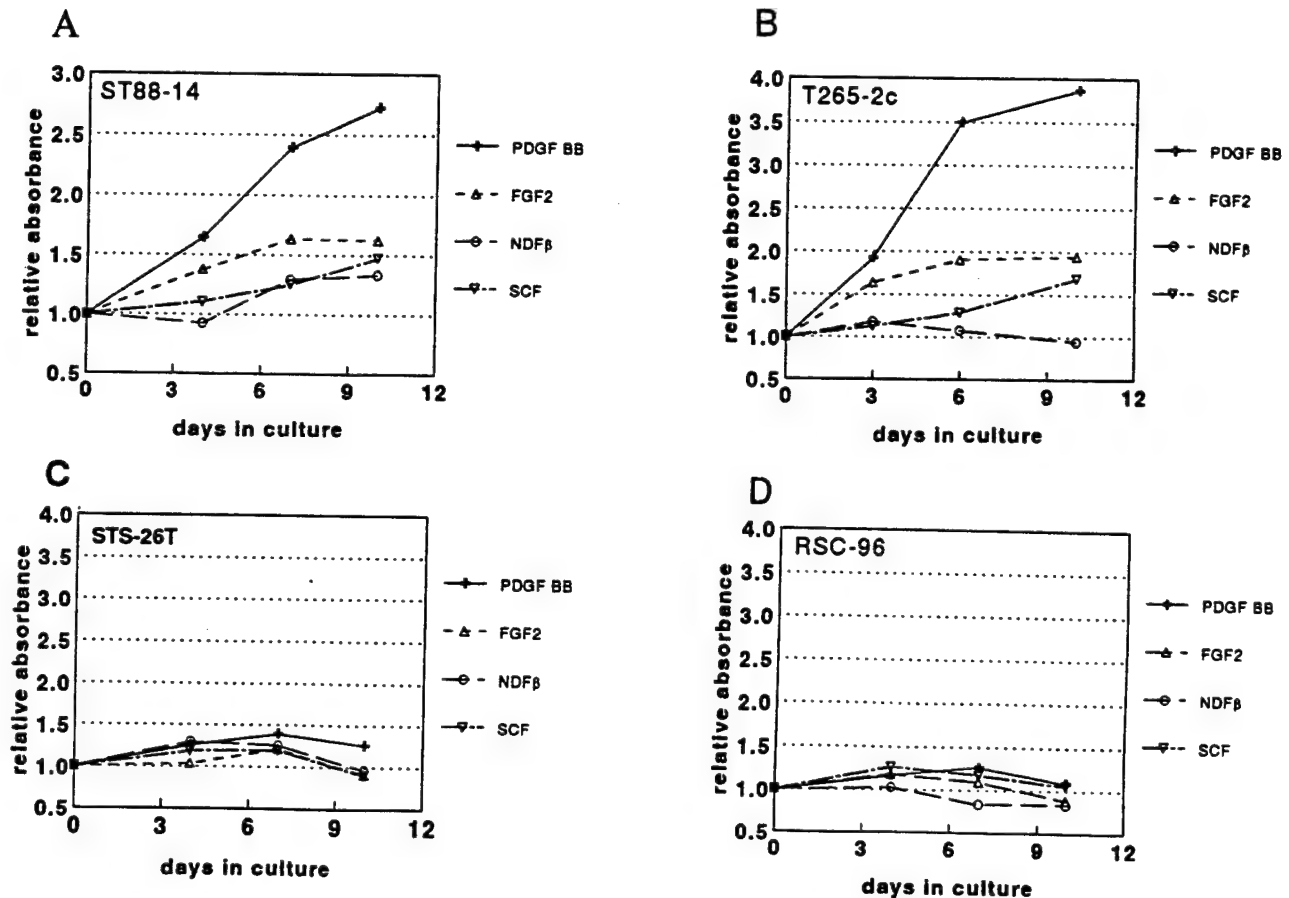 A
ST88-14
3.0
2.5
2.0
1.5
1.0
0.5
relative absorbance
0 3 6 9 12
days in culture
PDGF BB
FGF2
NDFβ
SCF
B
T265-2c
4.0
3.5
3.0
2.5
2.0
1.5
1.0
0.5
relative absorbance
0 3 6 9 12
days in culture
PDGF BB
FGF2
NDFβ
SCF
C
STS-26T
4.0
3.5
3.0
2.5
2.0
1.5
1.0
0.5
relative absorbance
0 3 6 9 12
days in culture
PDGF BB
FGF2
NDFβ
SCF
D
RSC-96
4.0
3.5
3.0
2.5
2.0
1.5
1.0
0.5
relative absorbance
0 3 6 9 12
days in culture
PDGF BB
FGF2
NDFβ
SCF